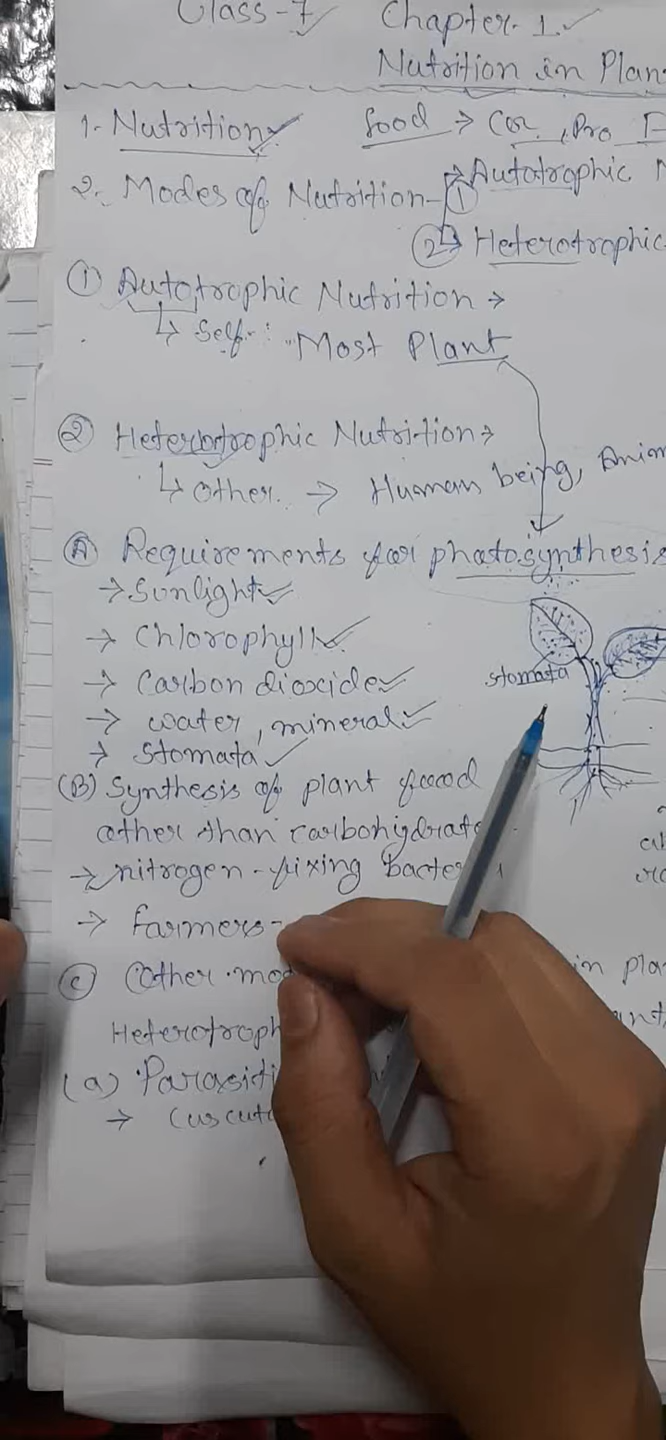 Class-7 Chapter-1
Nutrition in Plan
1- Nutrition food → Car, Pro F
2. Modes of Nutrition- ① Autotrophic N
② Heterotrophic
① Autotrophic Nutrition →
↳ Self: Most Plant
② Heterotrophic Nutrition →
↳ Other → Human being, Anim
Ⓐ Requirements for photosynthesis
→ Sunlight
→ Chlorophyll
→ Carbon dioxide
stomata
→ water, mineral
→ Stomata
(B) Synthesis of plant food
other than carbohydrate
→ nitrogen-fixing bacte
→ farmers-
Ⓒ Other mod in pla
Heterotroph
(a) Parasiti
→ Cuscut